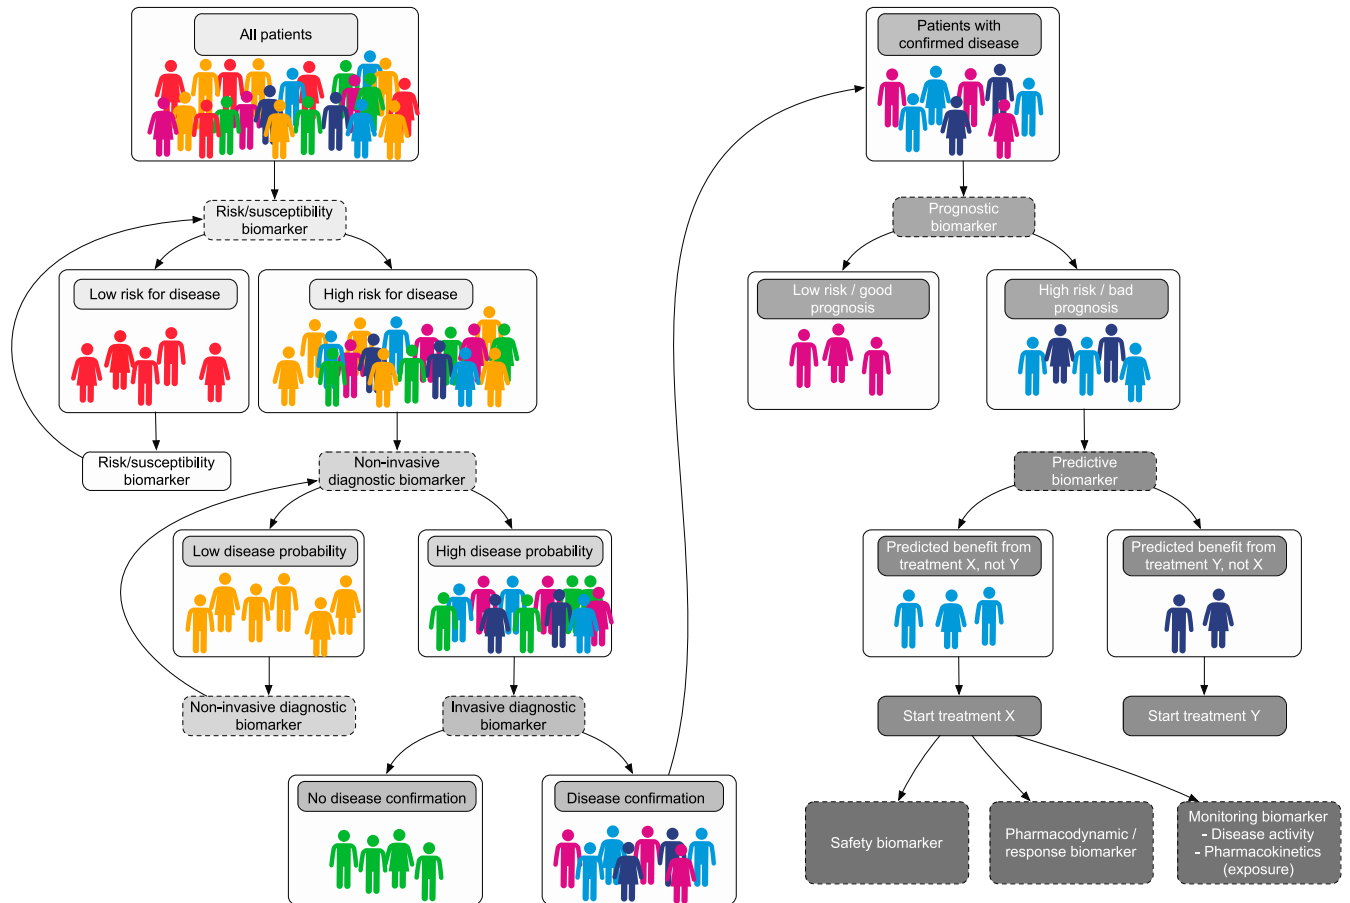 All patients
Risk/susceptibility
biomarker
Low risk for disease
High risk for disease
Risk/susceptibility
biomarker
Non-invasive
diagnostic biomarker
Low disease probability
High disease probability
Non-invasive diagnostic
biomarker
Invasive diagnostic
biomarker
No disease confirmation
Disease confirmation
Patients with
confirmed disease
Prognostic
biomarker
Low risk / good
prognosis
High risk / bad
prognosis
Predictive
biomarker
Predicted benefit from
treatment X, not Y
Predicted benefit from
treatment Y, not X
Start treatment X
Start treatment Y
Safety biomarker
Pharmacodynamic /
response biomarker
Monitoring biomarker
- Disease activity
- Pharmacokinetics
(exposure)